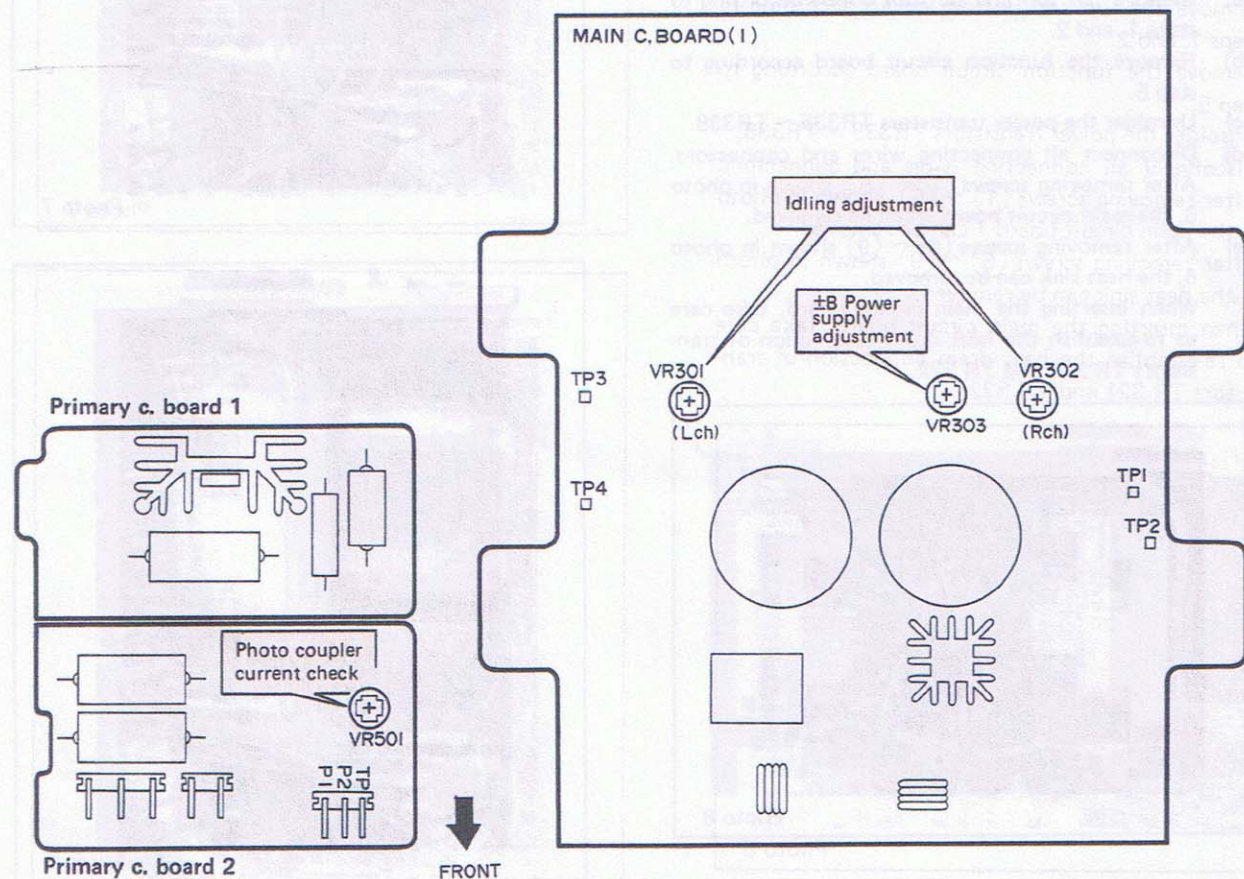 MAIN C. BOARD(1)
Idling adjustment
±B Power
supply
adjustment
VR301
(Lch)
VR303
VR302
(Rch)
TP3
TP4
TP1
TP2
Primary c. board 1
Photo coupler
current check
VR501
P1
P2
TP
Primary c. board 2
FRONT